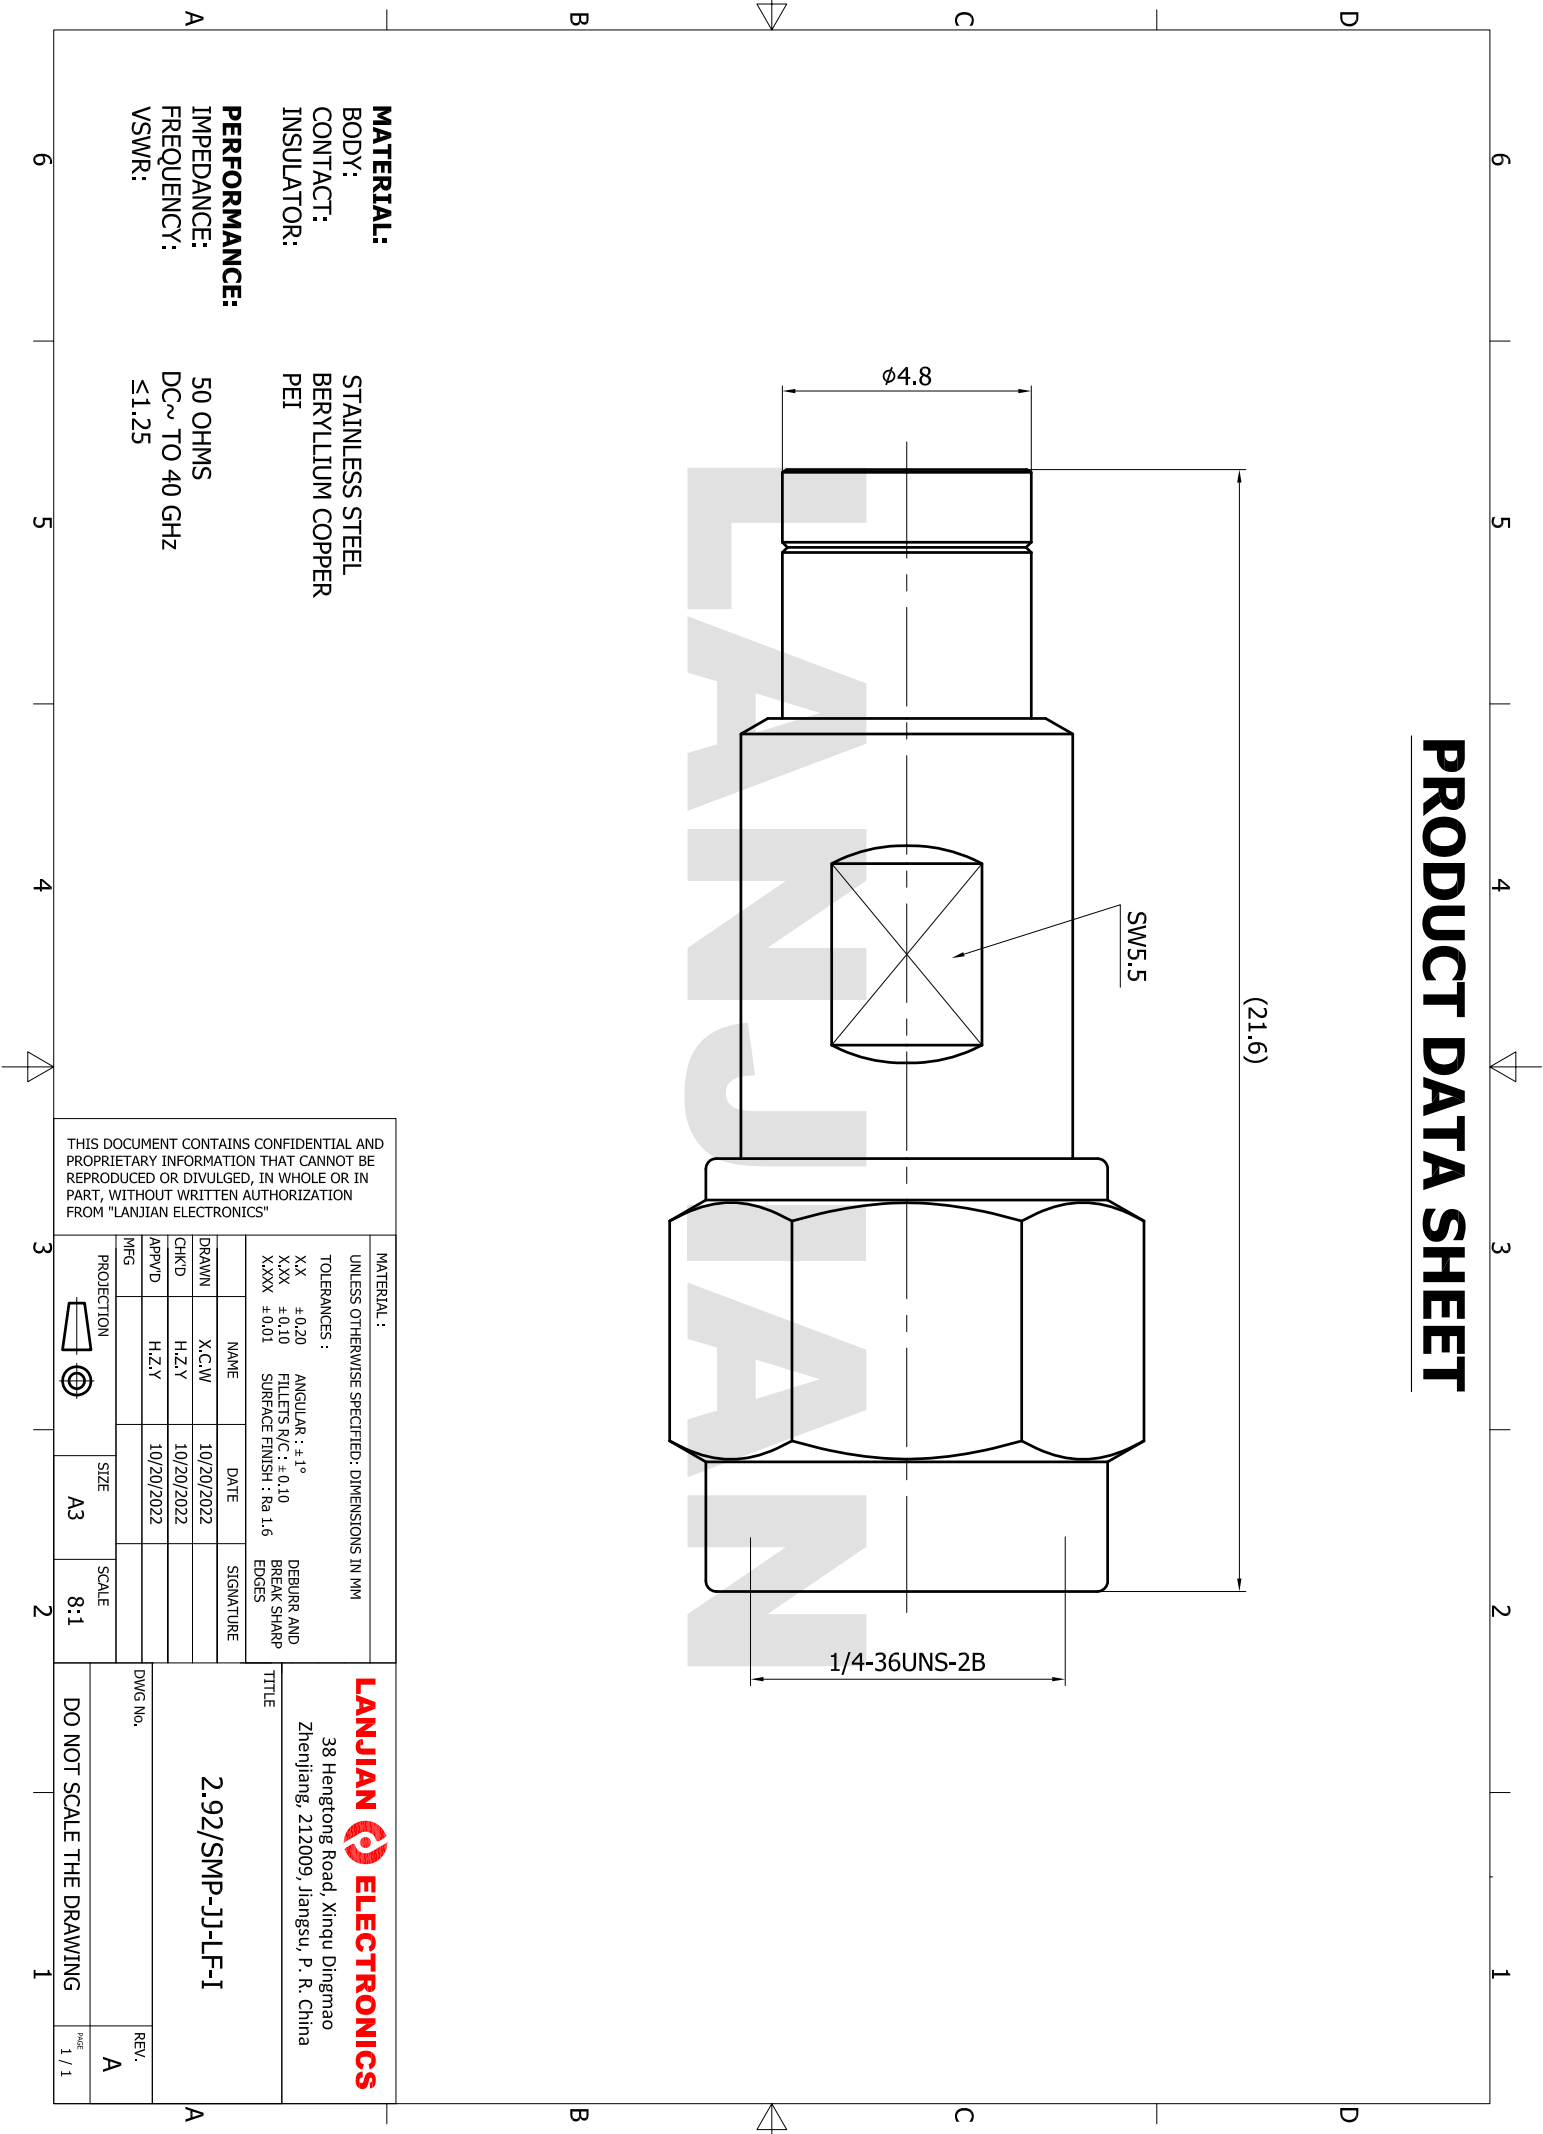 PRODUCT DATA SHEET
6
5
4
3
2
1
D
C
B
A
D
C
B
A
6
5
4
3
2
1
(21.6)
SW5.5
φ4.8
1/4-36UNS-2B
LANJIAN
MATERIAL:
BODY: STAINLESS STEEL
CONTACT: BERYLLIUM COPPER
INSULATOR: PEI
PERFORMANCE:
IMPEDANCE: 50 OHMS
FREQUENCY: DC~ TO 40 GHz
VSWR: ≤1.25
THIS DOCUMENT CONTAINS CONFIDENTIAL AND
PROPRIETARY INFORMATION THAT CANNOT BE
REPRODUCED OR DIVULGED, IN WHOLE OR IN
PART, WITHOUT WRITTEN AUTHORIZATION
FROM "LANJIAN ELECTRONICS"
MATERIAL :
UNLESS OTHERWISE SPECIFIED: DIMENSIONS IN MM
TOLERANCES :
X.X ±0.20 ANGULAR : ±1°
X.XX ±0.10 FILLETS R/C : ±0.10
X.XXX ±0.01 SURFACE FINISH : Ra 1.6
DEBURR AND
BREAK SHARP
EDGES
NAME DATE SIGNATURE
DRAWN X.C.W 10/20/2022
CHK'D H.Z.Y 10/20/2022
APPV'D H.Z.Y 10/20/2022
MFG
PROJECTION SIZE SCALE
A3 8:1
LANJIAN ELECTRONICS
38 Hengtong Road, Xinqu Dingmao
Zhenjiang, 212009, Jiangsu, P. R. China
TITLE
2.92/SMP-JJ-LF-I
DWG No. REV.
A
DO NOT SCALE THE DRAWING
PAGE
1 / 1